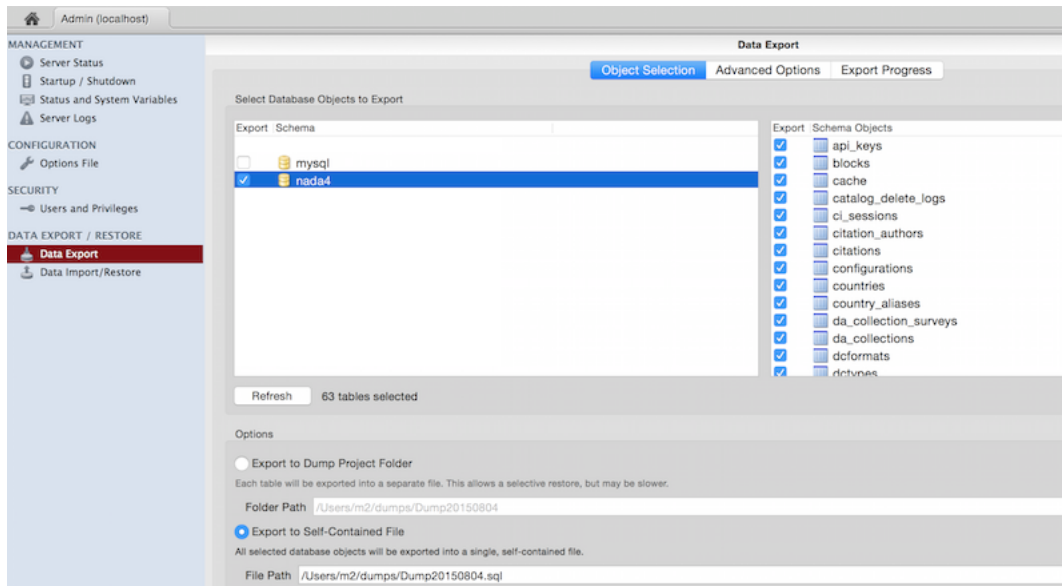 Admin (localhost)
MANAGEMENT
Server Status
Startup / Shutdown
Status and System Variables
Server Logs
CONFIGURATION
Options File
SECURITY
Users and Privileges
DATA EXPORT / RESTORE
Data Export
Data Import/Restore
Data Export
Object Selection Advanced Options Export Progress
Select Database Objects to Export
Export Schema
mysql
nada4
Export Schema Objects
api_keys
blocks
cache
catalog_delete_logs
ci_sessions
citation_authors
citations
configurations
countries
country_aliases
da_collection_surveys
da_collections
dcformats
dctypes
Refresh 63 tables selected
Options
Export to Dump Project Folder
Each table will be exported into a separate file. This allows a selective restore, but may be slower.
Folder Path /Users/m2/dumps/Dump20150804
Export to Self-Contained File
All selected database objects will be exported into a single, self-contained file.
File Path /Users/m2/dumps/Dump20150804.sql